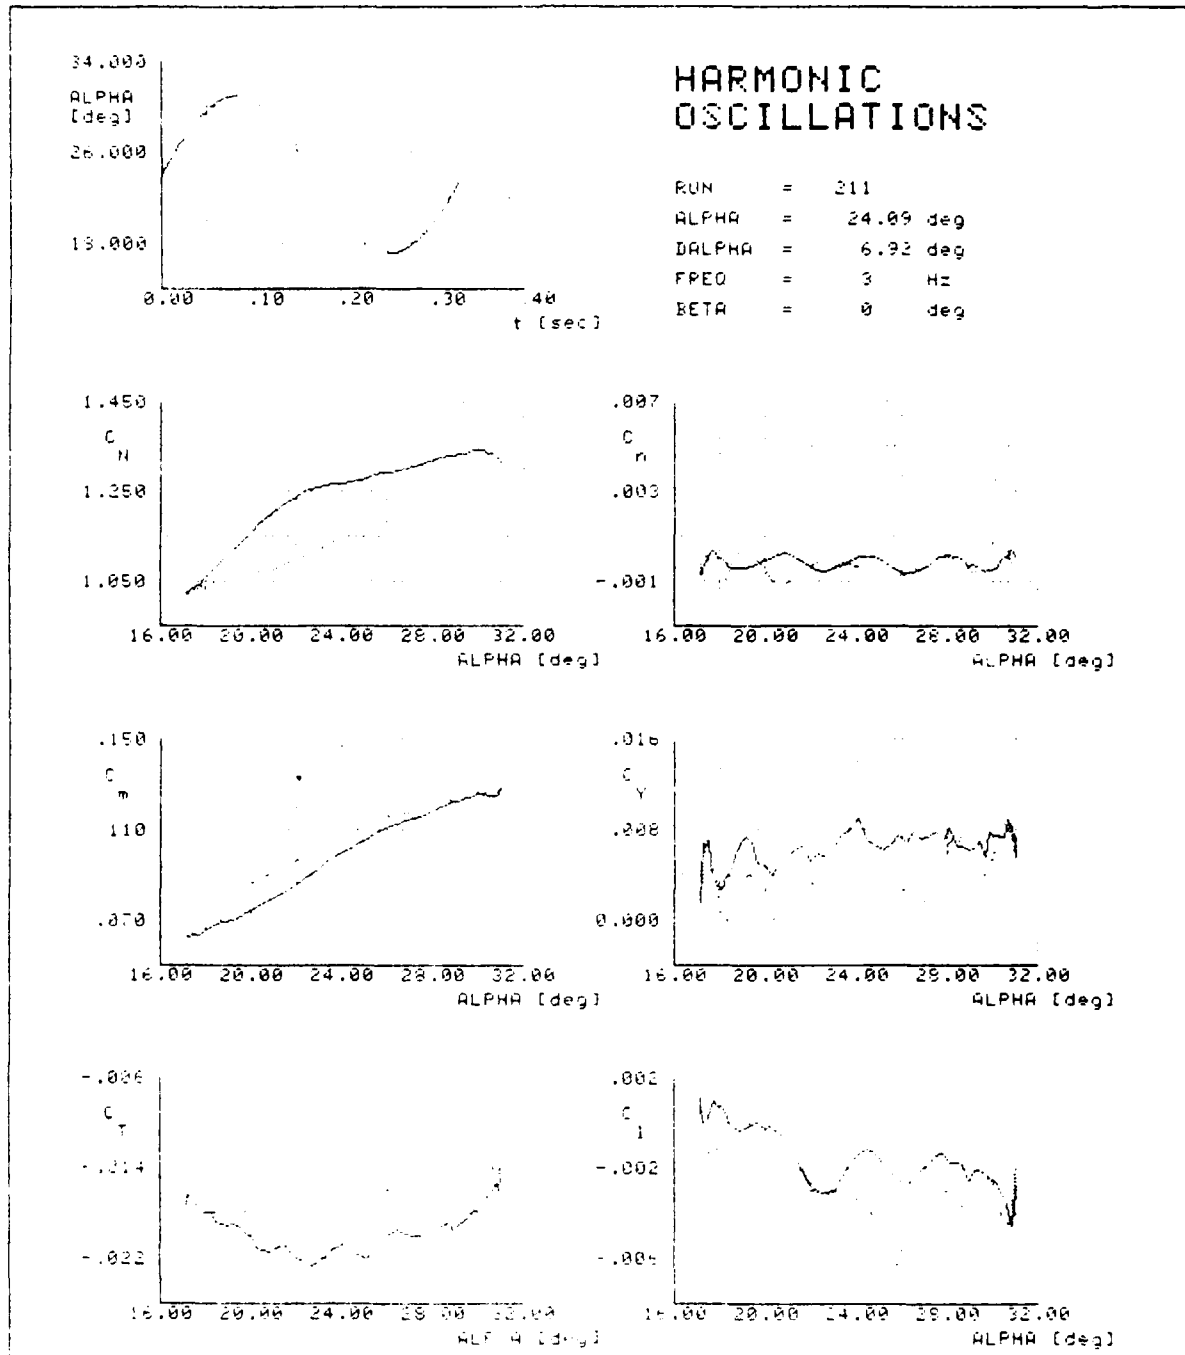 HARMONIC
OSCILLATIONS
RUN = 211
ALPHA = 24.09 deg
DALPHA = 6.92 deg
FREQ = 3 Hz
BETA = 0 deg
34.000
ALPHA
[deg]
26.000
18.000
0.00 .10 .20 .30 .40
t [sec]
1.450
C
N
1.250
1.050
16.00 20.00 24.00 28.00 32.00
ALPHA [deg]
.007
C
n
.003
-.001
16.00 20.00 24.00 28.00 32.00
ALPHA [deg]
.150
C
m
110
.070
16.00 20.00 24.00 28.00 32.00
ALPHA [deg]
.016
C
Y
.008
0.000
16.00 20.00 24.00 28.00 32.00
ALPHA [deg]
-.006
C
T
-.014
-.022
16.00 20.00 24.00 28.00 32.00
ALF A [deg]
.002
C
l
-.002
-.006
16.00 20.00 24.00 28.00 32.00
ALPHA [deg]